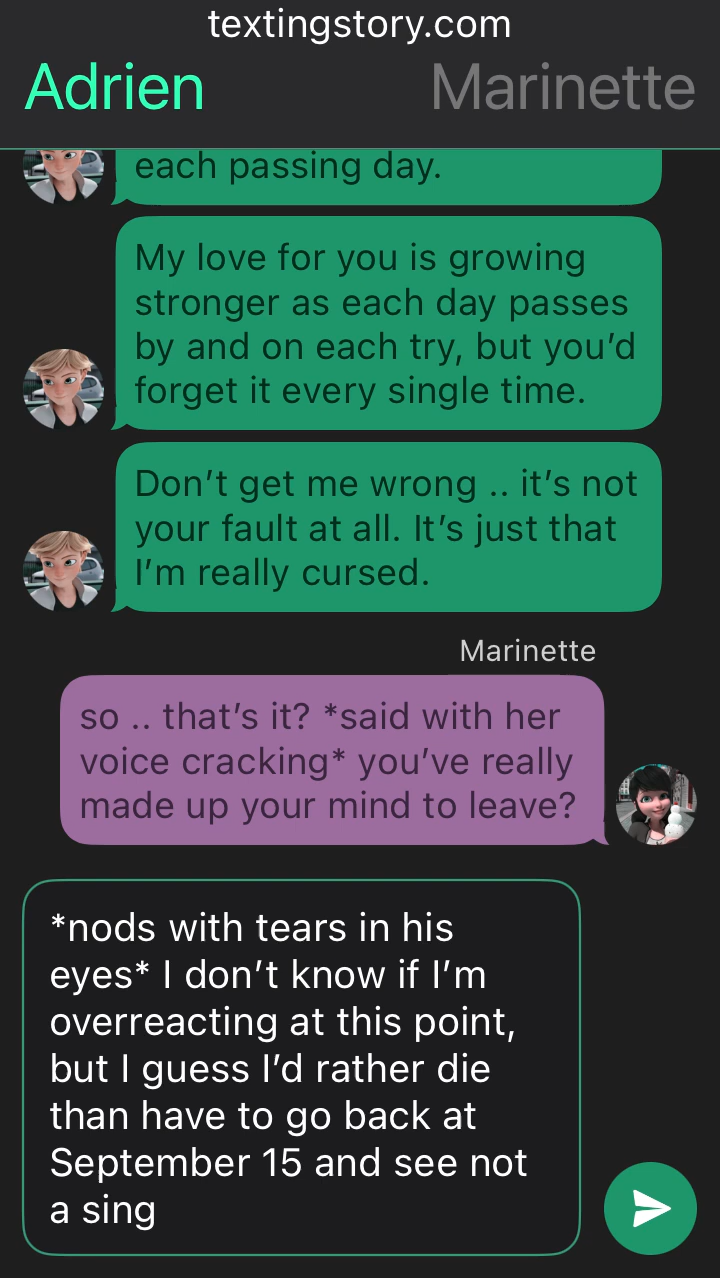 textingstory.com
Adrien Marinette
each passing day.
My love for you is growing
stronger as each day passes
by and on each try, but you’d
forget it every single time.
Don’t get me wrong .. it’s not
your fault at all. It’s just that
I’m really cursed.
Marinette
so .. that’s it? *said with her
voice cracking* you’ve really
made up your mind to leave?
*nods with tears in his
eyes* I don’t know if I’m
overreacting at this point,
but I guess I’d rather die
than have to go back at
September 15 and see not
a sing